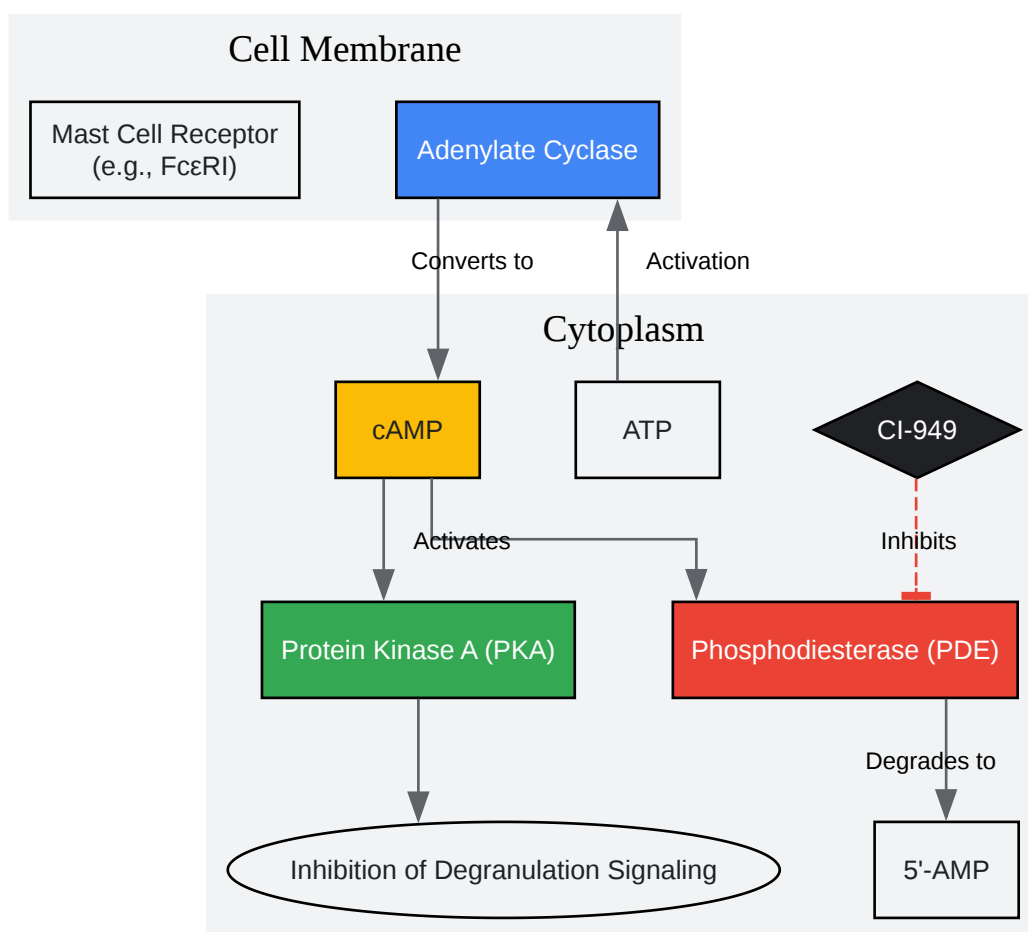 Cell Membrane
Mast Cell Receptor
(e.g., FcεRI)
Adenylate Cyclase
Converts to
Activation
Cytoplasm
cAMP
ATP
CI-949
Activates
Inhibits
Protein Kinase A (PKA)
Phosphodiesterase (PDE)
Degrades to
Inhibition of Degranulation Signaling
5'-AMP